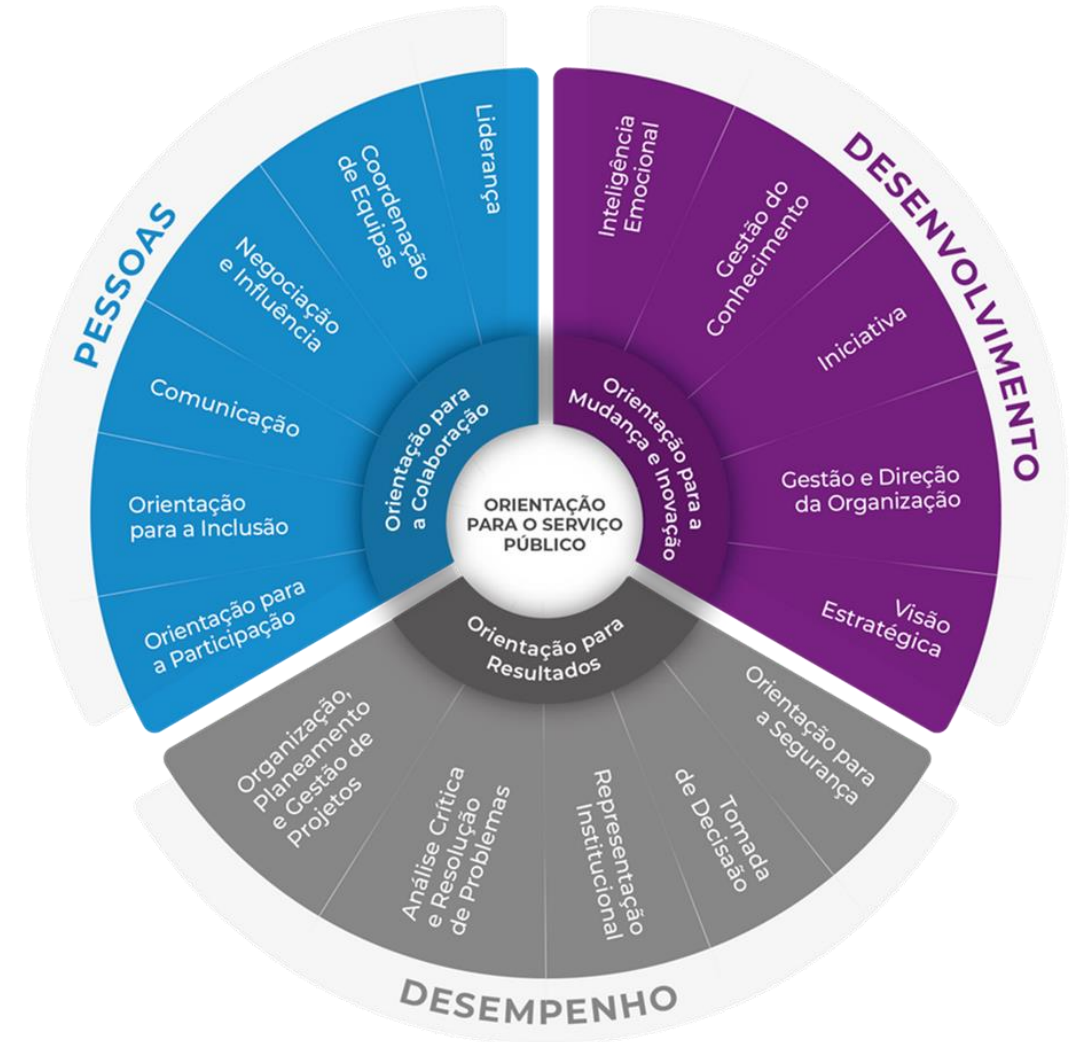 PESSOAS
Liderança
Coordenação
de Equipas
Negociação
e Influência
Comunicação
Orientação
para a Inclusão
Orientação para
a Participação
Orientação para
a Colaboração
DESENVOLVIMENTO
Inteligência
Emocional
Gestão do
Conhecimento
Iniciativa
Gestão e Direção
da Organização
Visão
Estratégica
Orientação para a
Mudança e Inovação
ORIENTAÇÃO
PARA O SERVIÇO
PÚBLICO
Orientação para
Resultados
Organização,
Planeamento
e Gestão de
Projetos
Análise Crítica
e Resolução
de Problemas
Representação
Institucional
Tomada
de Decisaão
Orientação para
a Segurança
DESEMPENHO